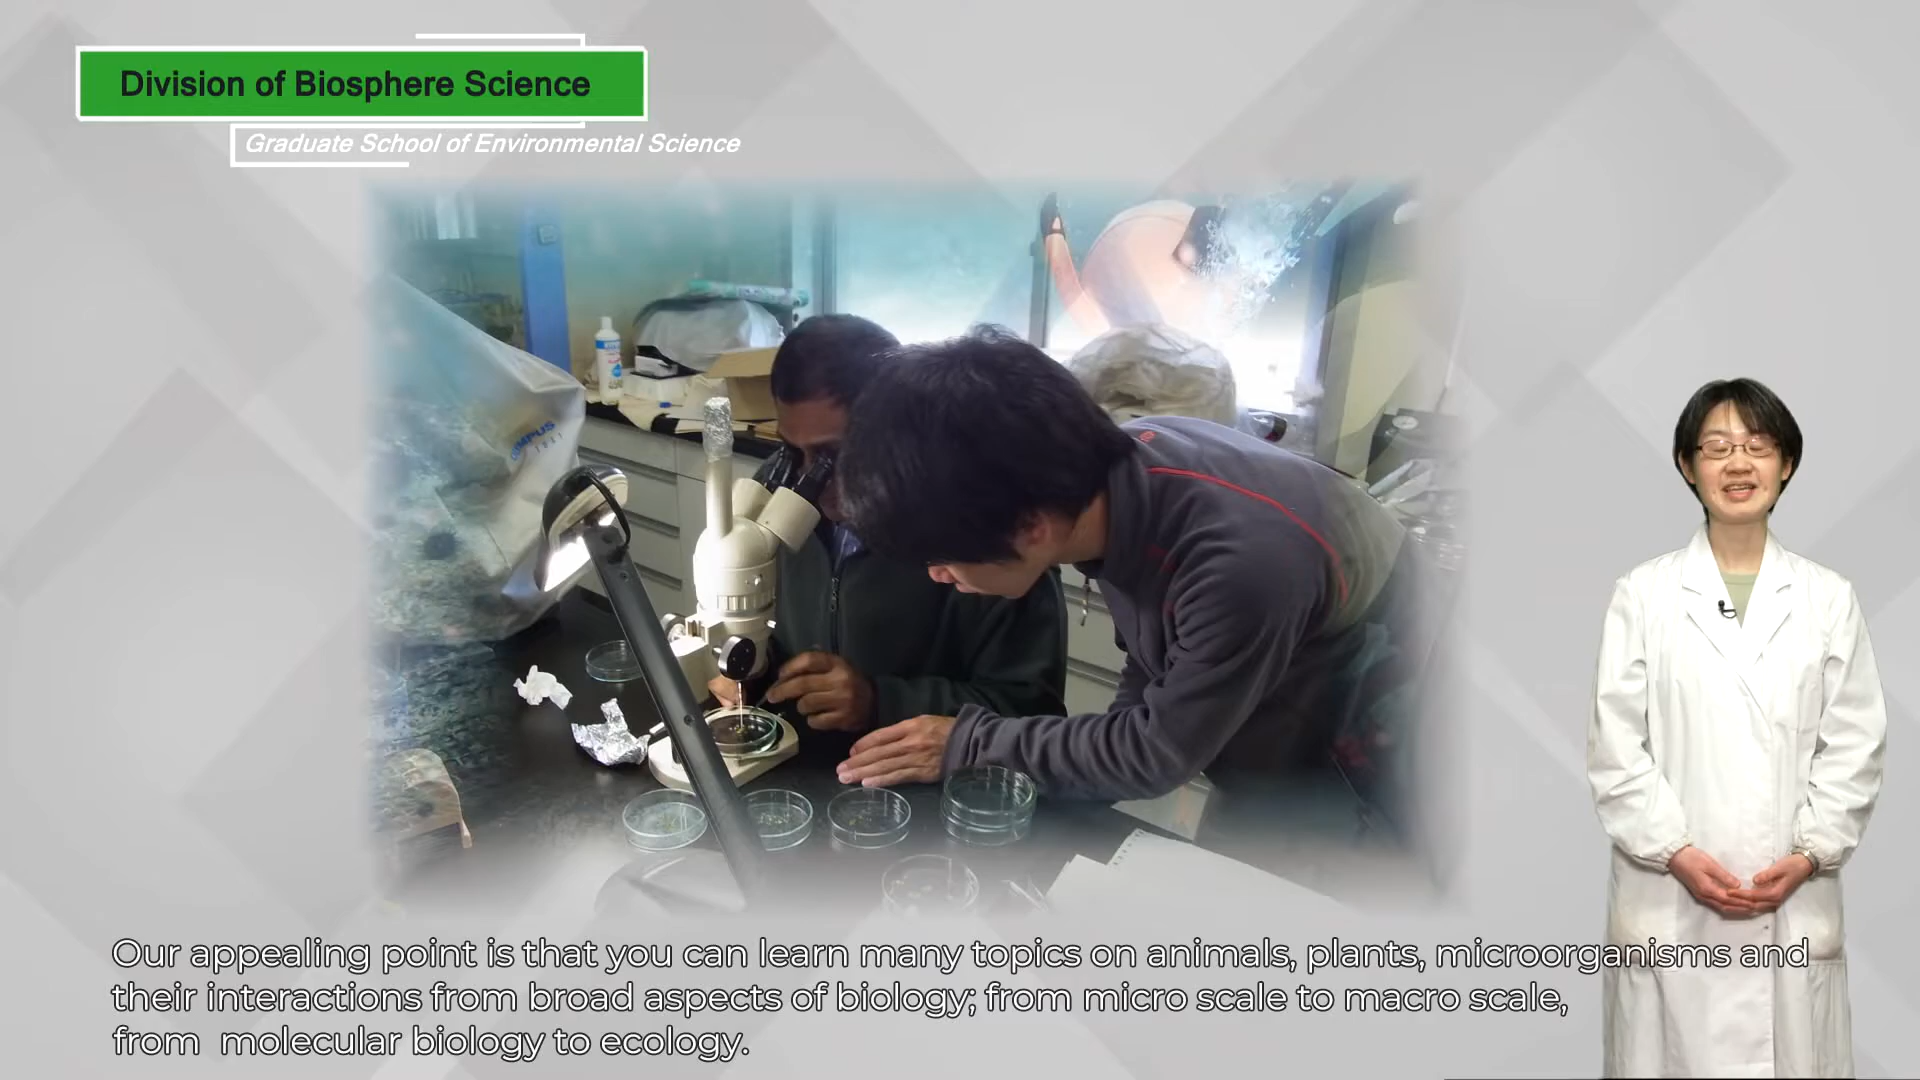 Division of Biosphere Science
Graduate School of Environmental Science
Our appealing point is that you can learn many topics on animals, plants, microorganisms and
their interactions from broad aspects of biology; from micro scale to macro scale,
from molecular biology to ecology.